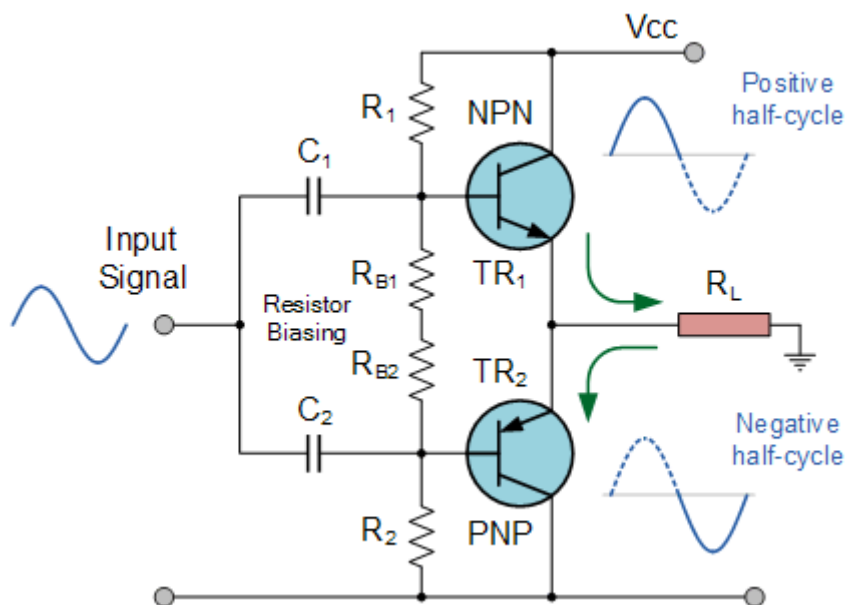 Vcc
Positive
half-cycle
R1
NPN
C1
Input
Signal
RB1
TR1
RL
Resistor
Biasing
RB2
TR2
C2
Negative
half-cycle
R2
PNP